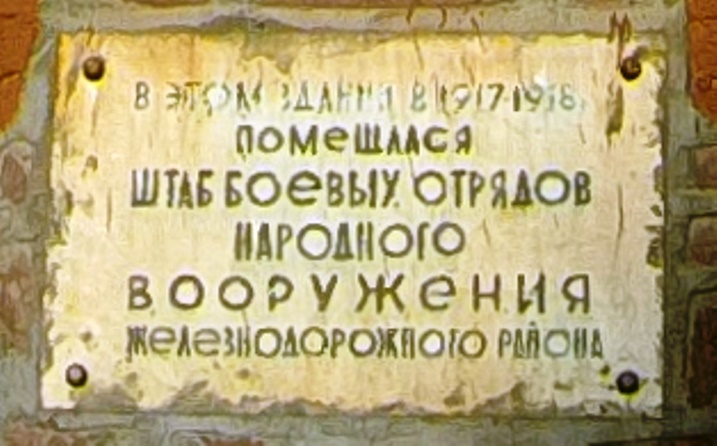 В ЭТОМ ЗДАНИИ В 1917-1918
ПОМЕЩАЛСЯ
ШТАБ БОЕВЫХ ОТРЯДОВ
НАРОДНОГО
ВООРУЖЕНИЯ
ЖЕЛЕЗНОДОРОЖНОГО РАЙОНА